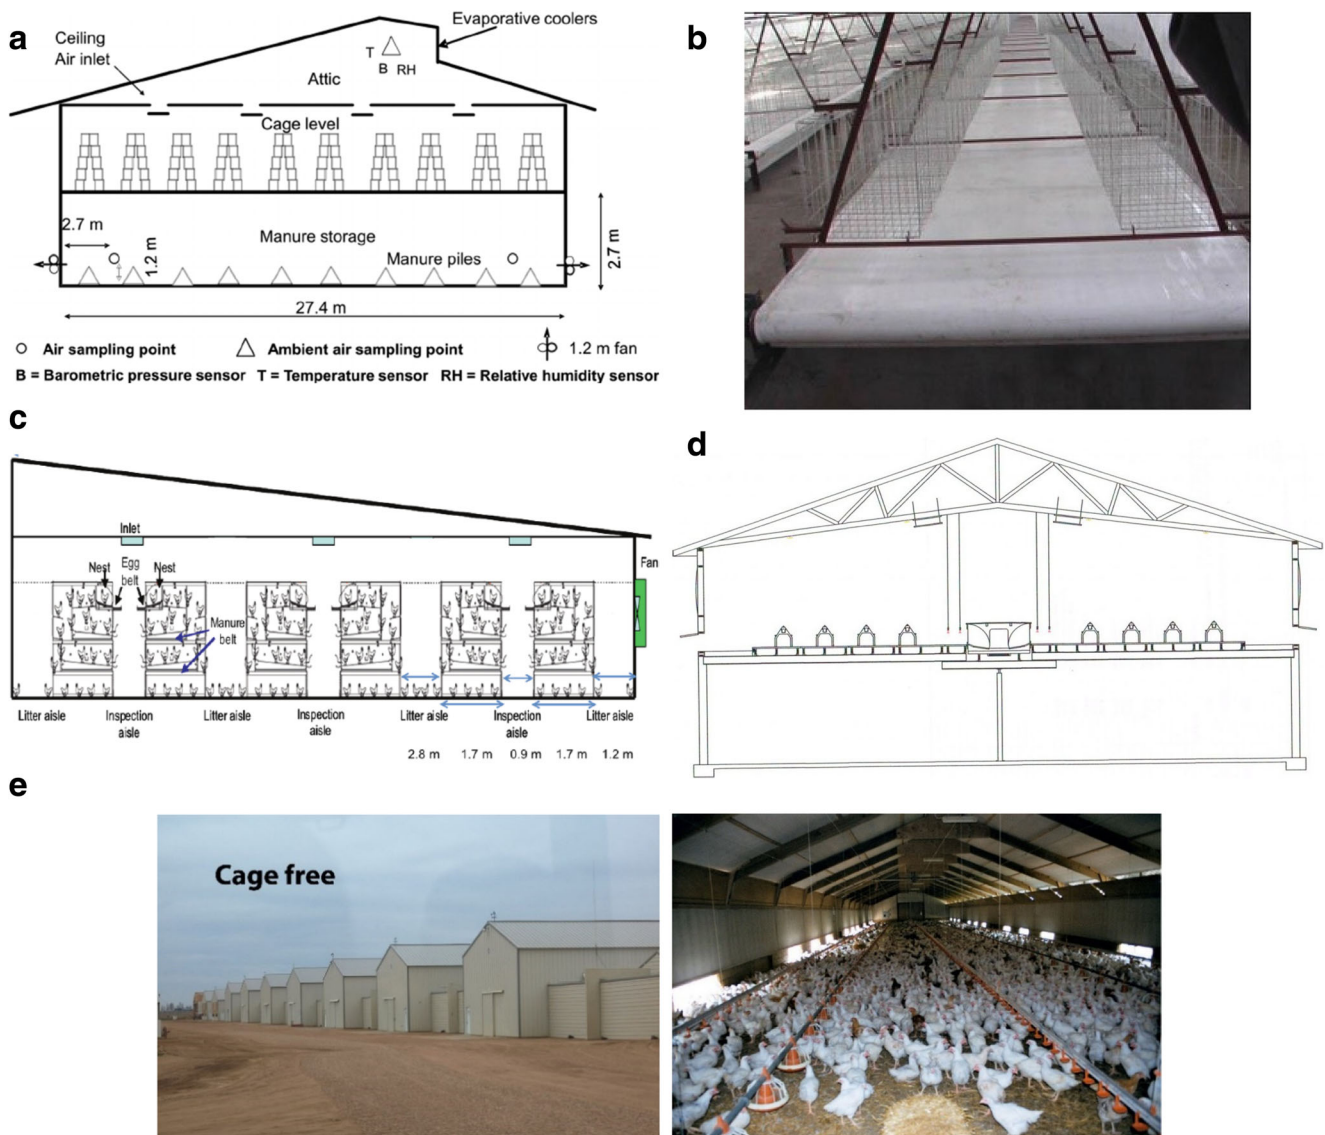 a
Evaporative coolers
Ceiling
Air inlet
T
B RH
Attic
Cage level
2.7 m
1.2 m
Manure storage
Manure piles
2.7 m
27.4 m
Air sampling point
Ambient air sampling point
1.2 m fan
B = Barometric pressure sensor T = Temperature sensor RH = Relative humidity sensor
b
c
Inlet
Nest
Egg
belt
Nest
Fan
Manure
belt
Litter aisle
Inspection
aisle
Litter aisle
Inspection
aisle
Litter aisle
Inspection
aisle
Litter aisle
2.8 m 1.7 m 0.9 m 1.7 m 1.2 m
d
e
Cage free